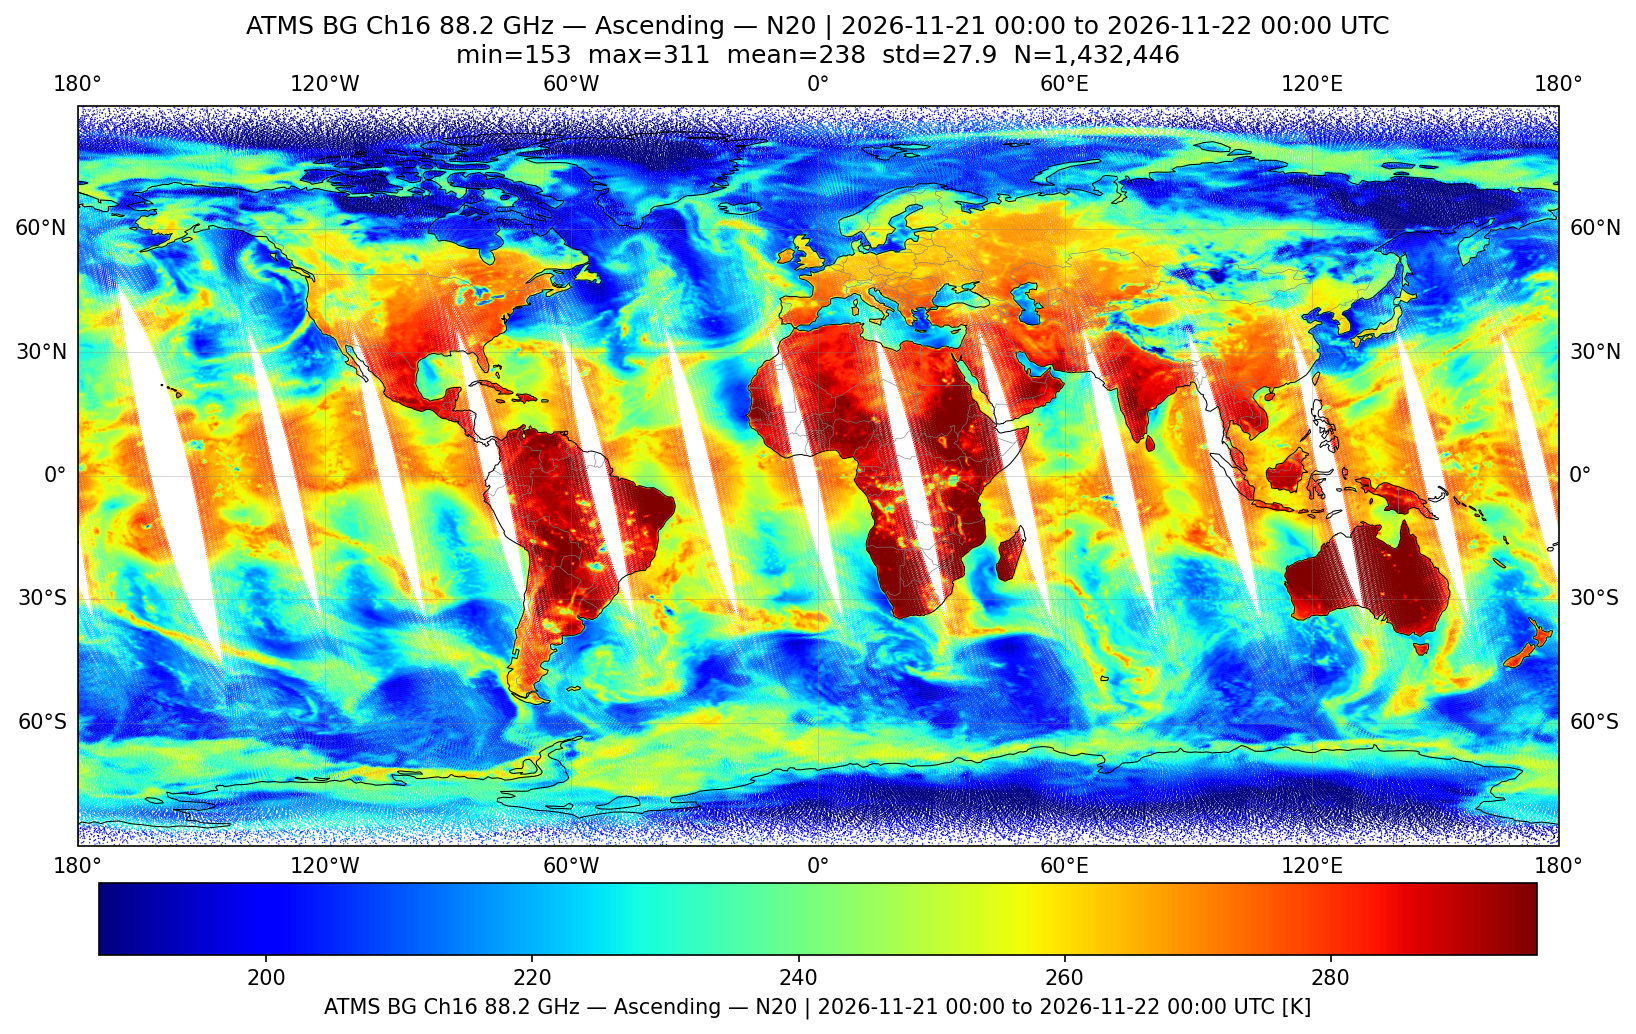 ATMS BG Ch16 88.2 GHz — Ascending — N20 | 2026-11-21 00:00 to 2026-11-22 00:00 UTC
min=153 max=311 mean=238 std=27.9 N=1,432,446
180° 120°W 60°W 0° 60°E 120°E 180°
60°N 60°N
30°N 30°N
0° 0°
30°S 30°S
60°S 60°S
180° 120°W 60°W 0° 60°E 120°E 180°
200 220 240 260 280
ATMS BG Ch16 88.2 GHz — Ascending — N20 | 2026-11-21 00:00 to 2026-11-22 00:00 UTC [K]